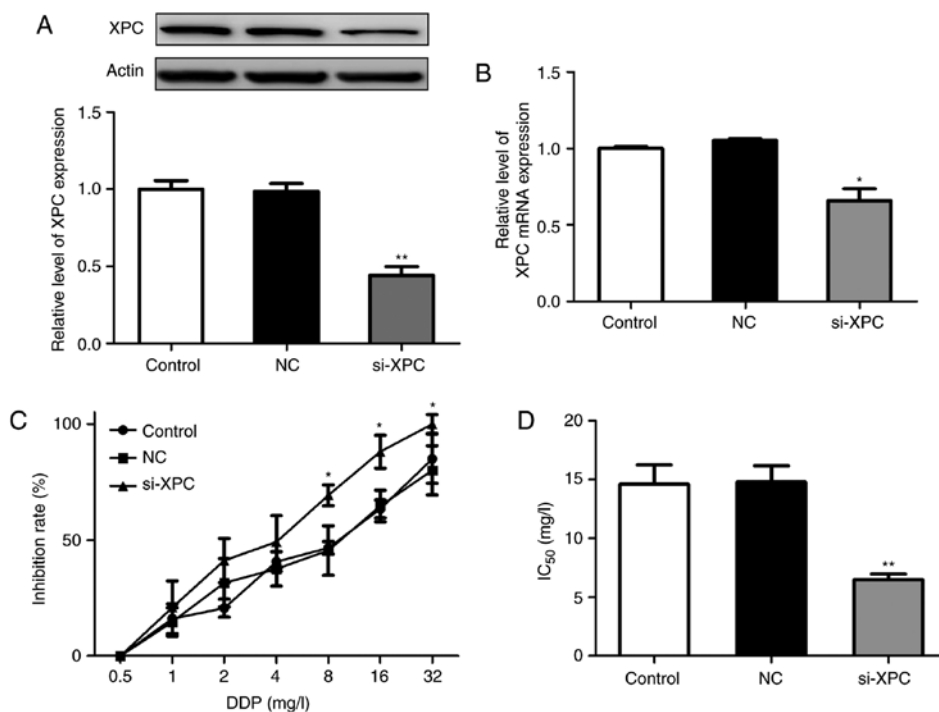 A
XPC
Actin
Relative level of XPC expression
1.5
1.0
0.5
0.0
**
Control
NC
si-XPC
B
Relative level of
XPC mRNA expression
1.5
1.0
0.5
0.0
*
Control
NC
si-XPC
C
Inhibition rate (%)
100
50
0
Control
NC
si-XPC
*
*
*
0.5
1
2
4
8
16
32
DDP (mg/l)
D
IC50 (mg/l)
20
15
10
5
0
**
Control
NC
si-XPC